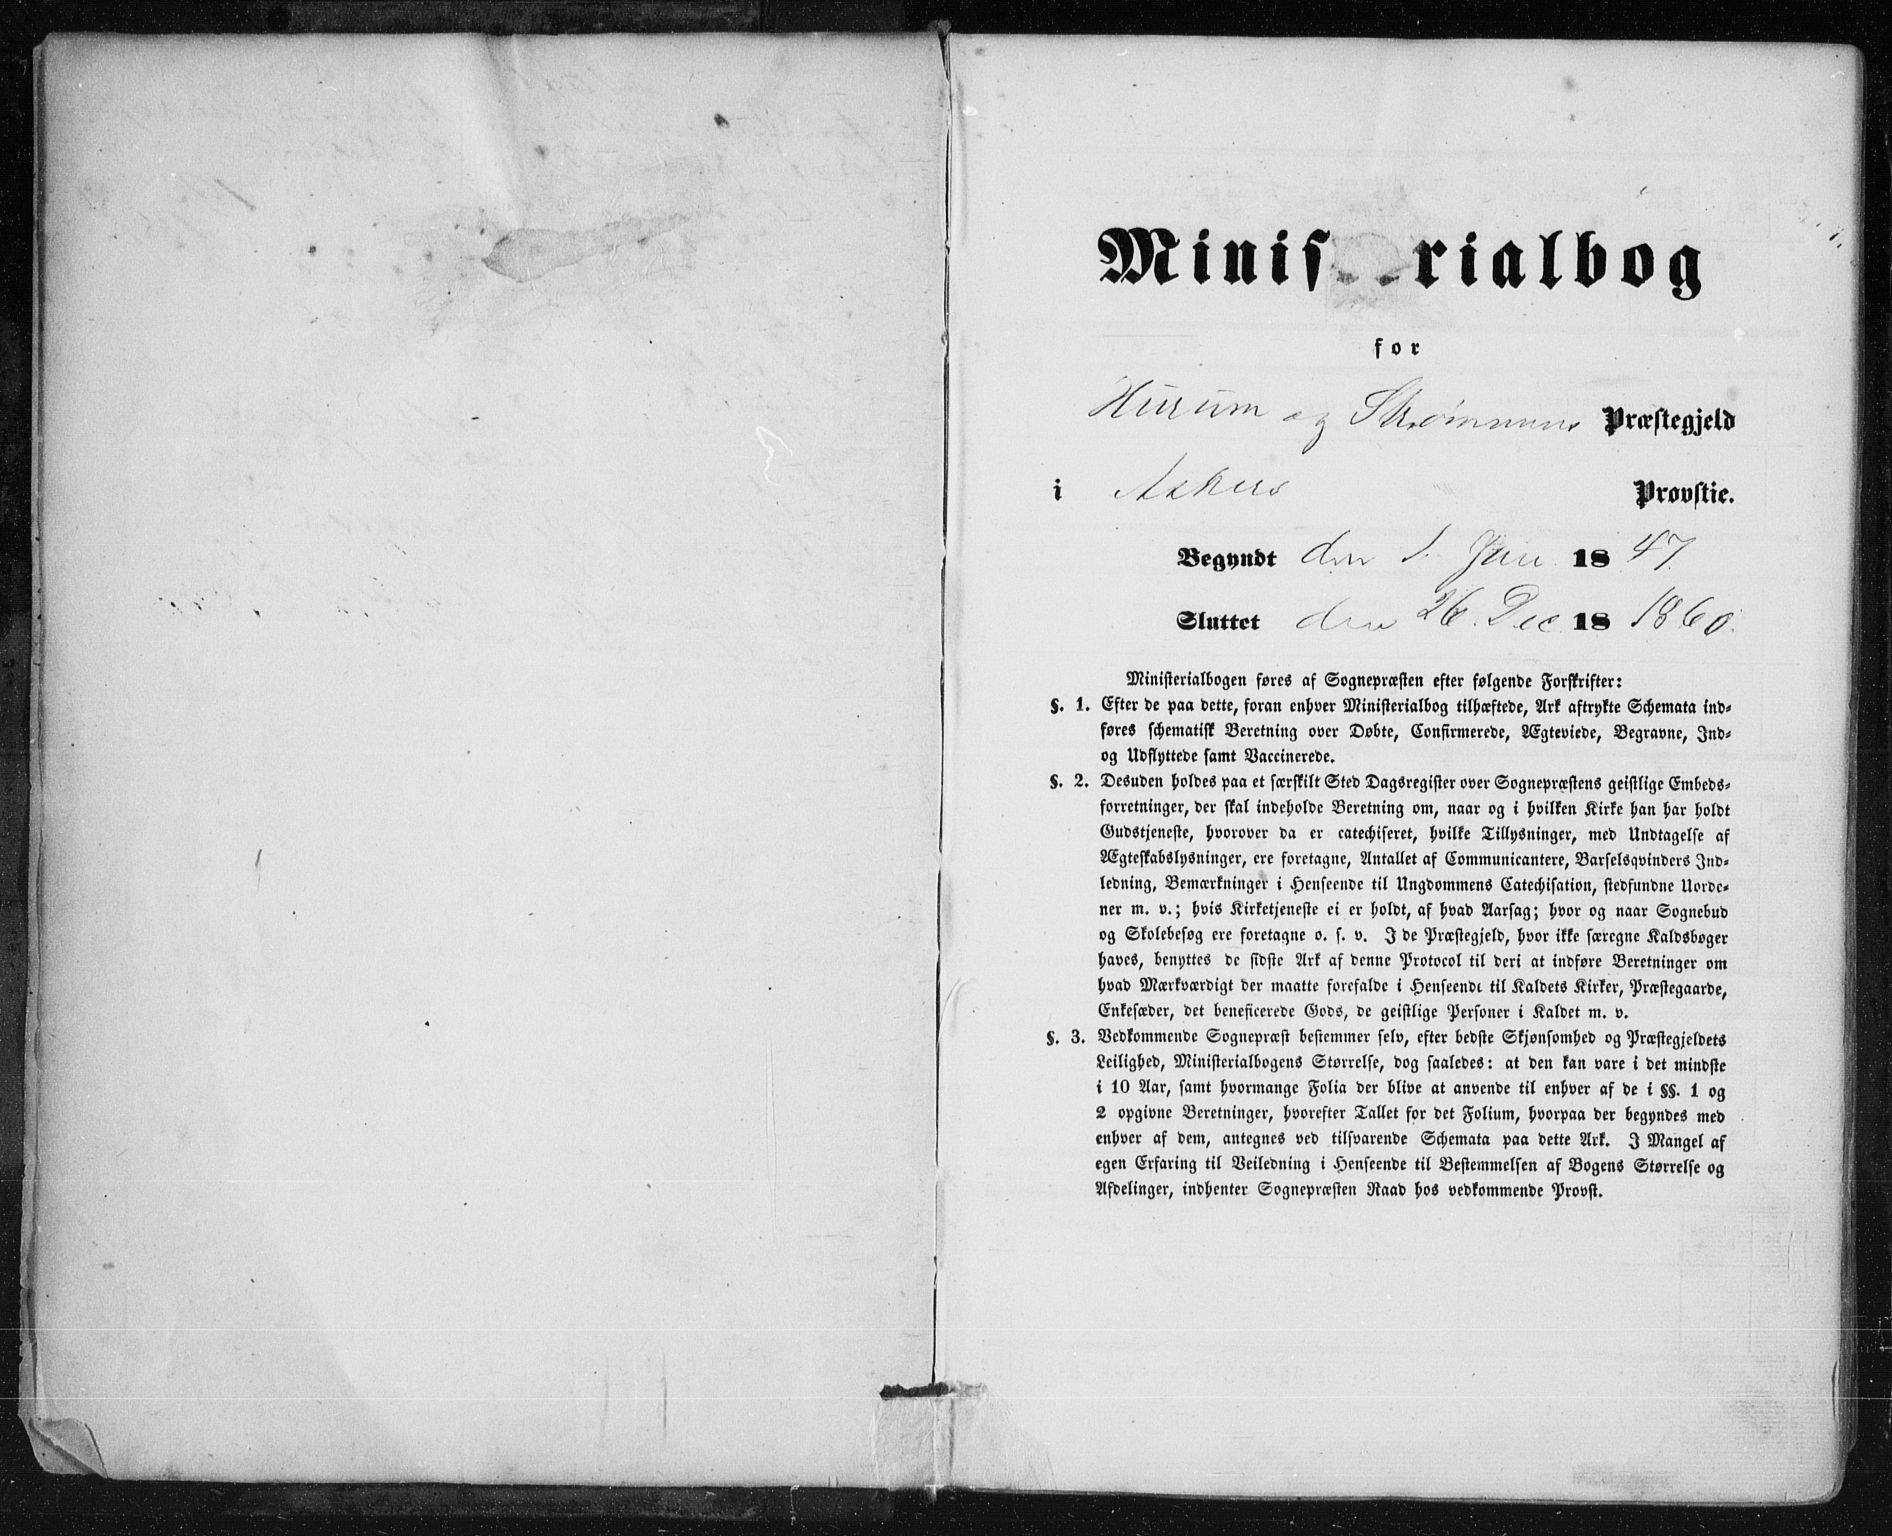 Minis rialbog
for
Hurum og Strømmens Præstegjeld
i Askers Provstie.
Begyndt den 1. Jan 1847.
Sluttet den 26. Dec 18 1860.
Ministerialbogen føres af Sognepræsten efter følgende Forskrifter:
§. 1. Efter de paa dette, foran enhver Ministerialbog tilhæftede, Ark aftrykte Schemata ind-
føres schematisk Beretning over Døbte, Confirmerede, Ægteviede, Begravne, Ind-
og Udflyttede samt Vaccinerede.
§. 2. Desuden holdes paa et særskilt Sted Dagsregister over Sognepræstens geistlige Embeds-
forretninger, der skal indeholde Beretning om, naar og i hvilken Kirke han har holdt
Gudstjeneste, hvorover da er catechiseret, hvilke Tillysninger, med Undtagelse af
Ægteskabslysninger, ere foretagne, Antallet af Communicantere, Barselsqvinders Ind-
ledning, Bemærkninger i Henseende til Ungdommens Catechisation, stedfundne Uorde-
ner m. v.; hvis Kirketjeneste ei er holdt, af hvad Aarsag; hvor og naar Sognebud
og Skolebesøg ere foretagne o. s. v. I de Præstegjeld, hvor ikke særegne Kaldsbøger
haves, benyttes de sidste Ark af denne Protocol til deri at indføre Beretninger om
hvad Mærkværdigt der maatte forefalde i Henseende til Kaldets Kirker, Præstegaarde,
Enkesæder, det beneficerede Gods, de geistlige Personer i Kaldet m. v.
§. 3. Vedkommende Sognepræst bestemmer selv, efter bedste Skjønsomhed og Præstegjeldets
Leilighed, Ministerialbogens Størrelse, dog saaledes: at den kan vare i det mindste
i 10 Aar, samt hvormange Folia der blive at anvende til enhver af de i §§. 1 og
2 opgivne Beretninger, hvorefter Tallet for det Folium, hvorpaa der begyndes med
enhver af dem, antegnes ved tilsvarende Schemata paa dette Ark. I Mangel af
egen Erfaring til Veiledning i Henseende til Bestemmelsen af Bogens Størrelse og
Afdelinger, indhenter Sognepræsten Raad hos vedkommende Provst.